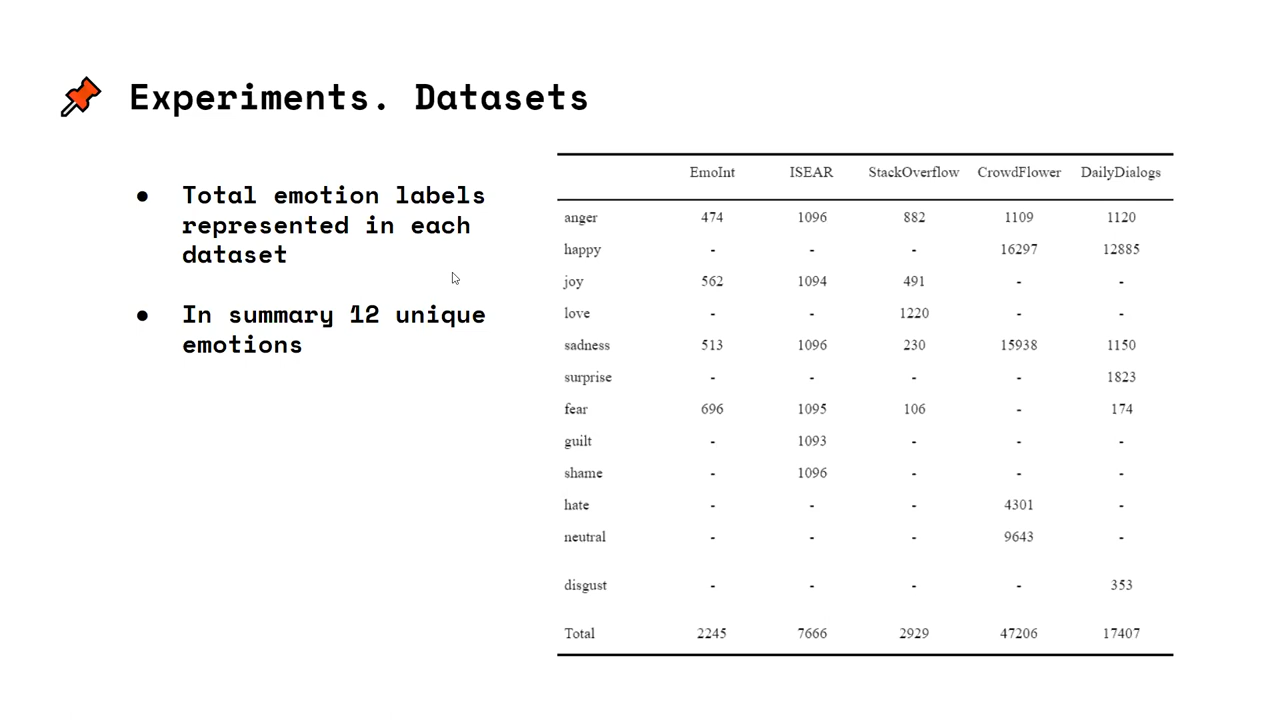 Experiments. Datasets
● Total emotion labels
represented in each
dataset
● In summary 12 unique
emotions
EmoInt ISEAR StackOverflow CrowdFlower DailyDialogs
anger 474 1096 882 1109 1120
happy - - - 16297 12885
joy 562 1094 491 - -
love - - 1220 - -
sadness 513 1096 230 15938 1150
surprise - - - - 1823
fear 696 1095 106 - 174
guilt - 1093 - - -
shame - 1096 - - -
hate - - - 4301 -
neutral - - - 9643 -
disgust - - - - 353
Total 2245 7666 2929 47206 17407